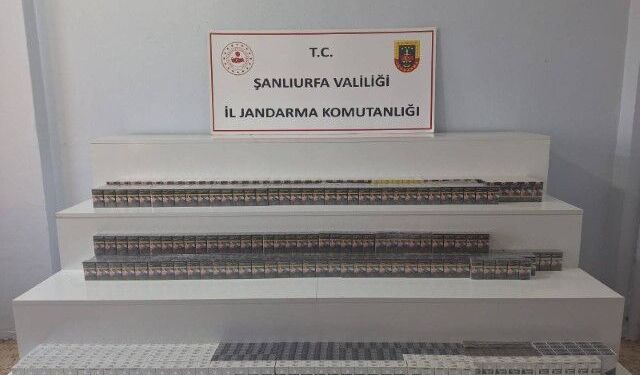 T.C.
ŞANLIURFA VALİLİĞİ
İL JANDARMA KOMUTANLIĞI